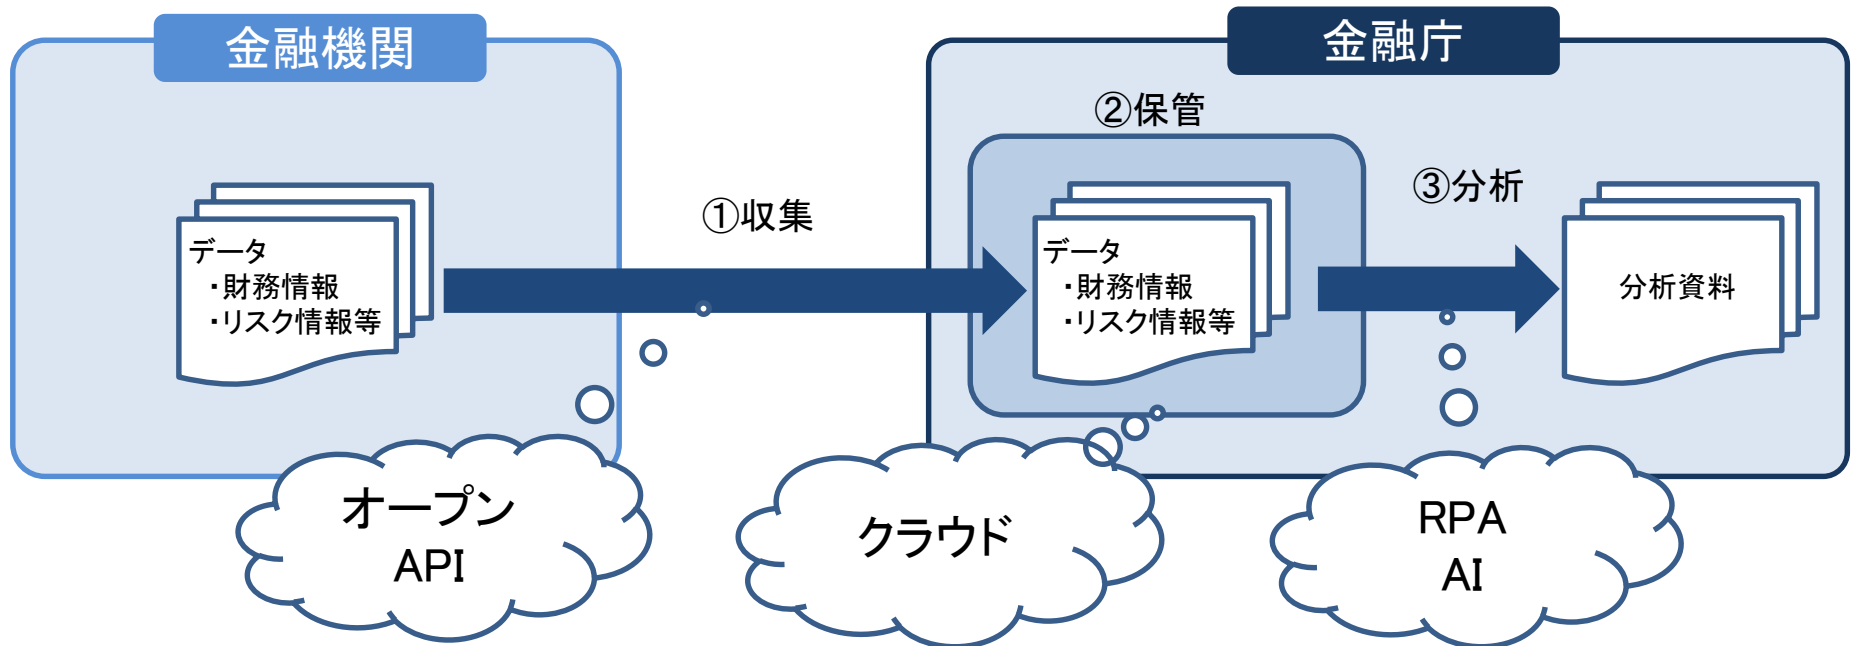 金融機関
金融庁
②保管
①収集
③分析
データ
・財務情報
・リスク情報等
データ
・財務情報
・リスク情報等
分析資料
オープン
API
クラウド
RPA
AI